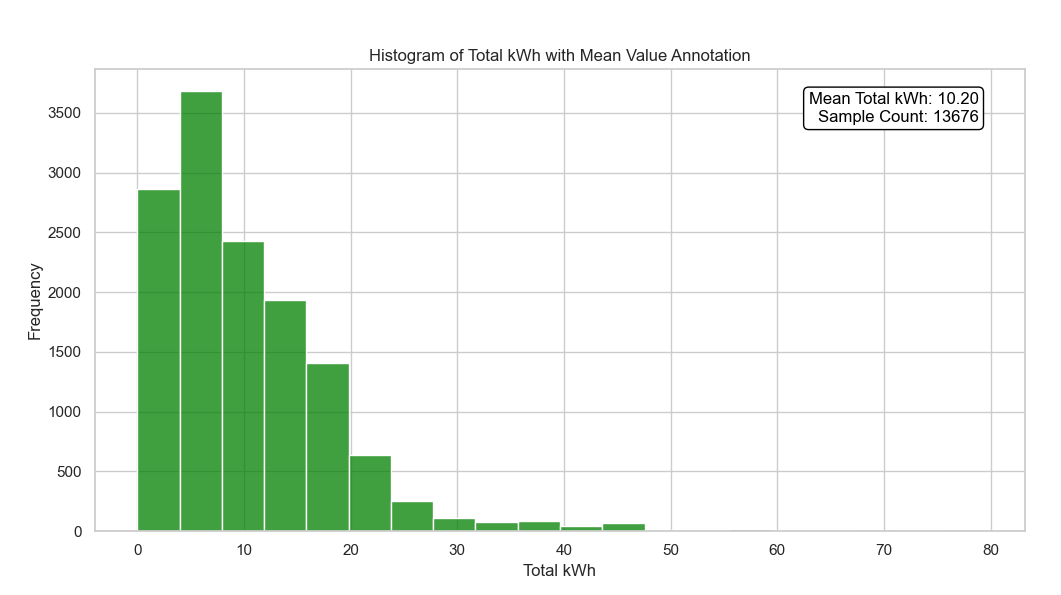 Histogram of Total kWh with Mean Value Annotation
Mean Total kWh: 10.20
Sample Count: 13676
Frequency
3500
3000
2500
2000
1500
1000
500
0
0 10 20 30 40 50 60 70 80
Total kWh